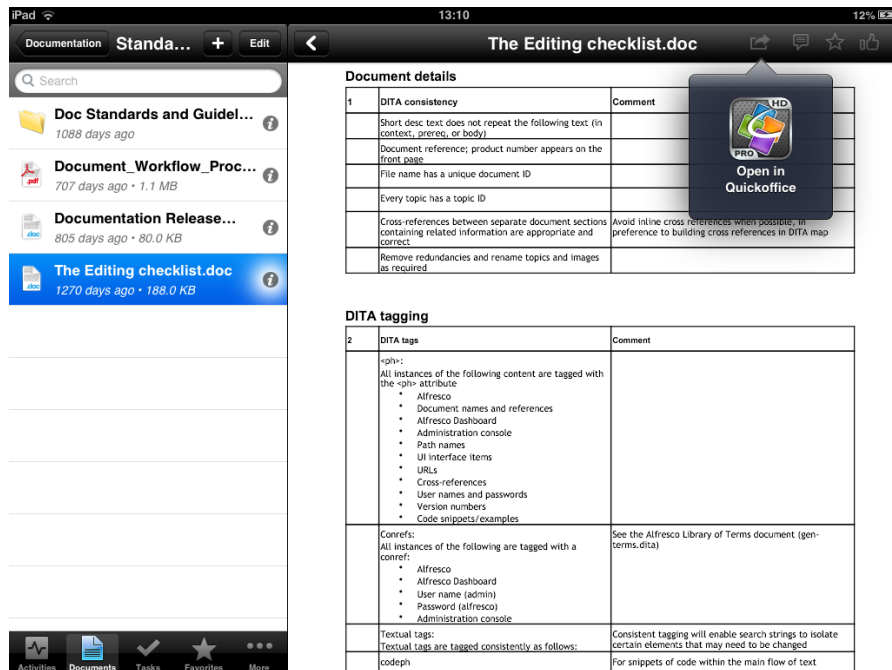 iPad
13:10
12%
Documentation
Standa...
+
Edit
Search
Doc Standards and Guidel...
1088 days ago
Document_Workflow_Proc...
707 days ago • 1.1 MB
.pdf
Documentation Release...
805 days ago • 80.0 KB
.doc
The Editing checklist.doc
1270 days ago • 188.0 KB
.doc
Activities
Documents
Tasks
Favorites
More
The Editing checklist.doc
HD
PRO
Open in
Quickoffice
Document details
1 DITA consistency Comment
Short desc text does not repeat the following text (in
context, prereq, or body)
Document reference; product number appears on the
front page
File name has a unique document ID
Every topic has a topic ID
Cross-references between separate document sections
containing related information are appropriate and
correct
Avoid inline cross references when possible, in
preference to building cross references in DITA map
Remove redundancies and rename topics and images
as required
DITA tagging
2 DITA tags Comment
<ph>:
All instances of the following content are tagged with
the <ph> attribute
• Alfresco
• Document names and references
• Alfresco Dashboard
• Administration console
• Path names
• UI interface items
• URLs
• Cross-references
• User names and passwords
• Version numbers
• Code snippets/examples
Conrefs:
All instances of the following are tagged with a
conref:
• Alfresco
• Alfresco Dashboard
• User name (admin)
• Password (alfresco)
• Administration console
See the Alfresco Library of Terms document (gen-
terms.dita)
Textual tags:
Textual tags are tagged consistently as follows:
Consistent tagging will enable search strings to isolate
certain elements that may need to be changed
codeph
For snippets of code within the main flow of text